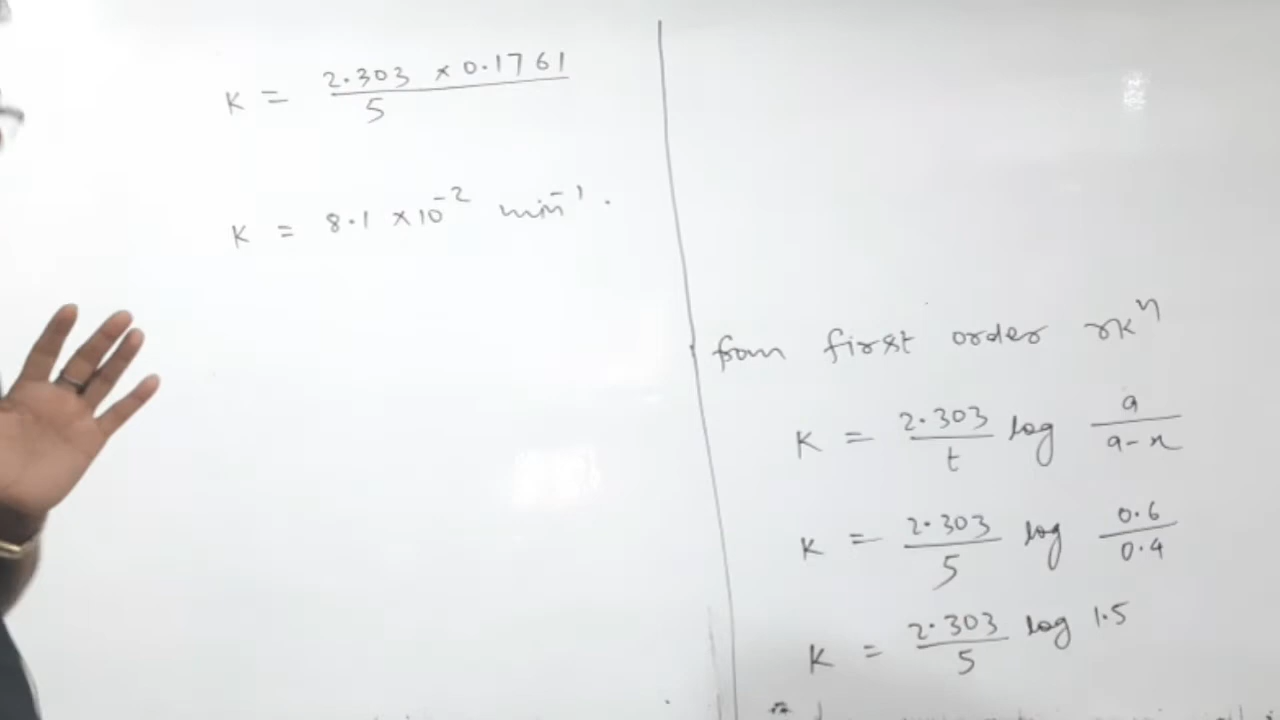 K = 2.303 × 0.1761 / 5
K = 8.1 × 10⁻² min⁻¹.
from first order rxⁿ
K = 2.303 / t log a / a-x
K = 2.303 / 5 log 0.6 / 0.4
K = 2.303 / 5 log 1.5